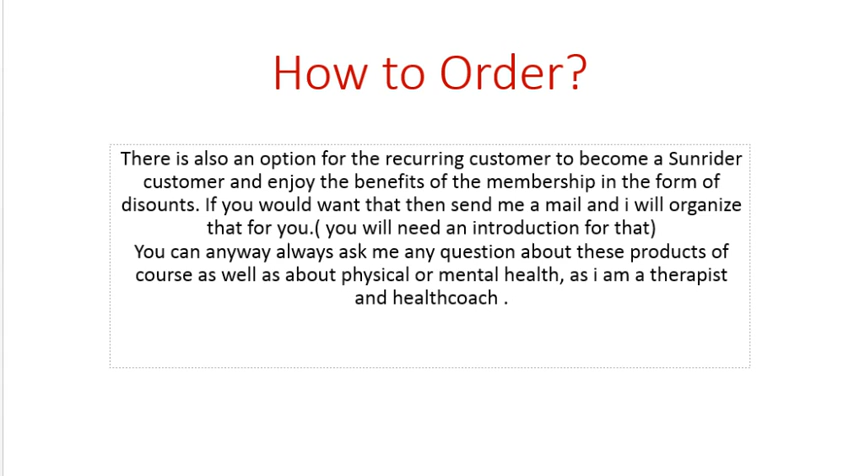 How to Order?
There is also an option for the recurring customer to become a Sunrider
customer and enjoy the benefits of the membership in the form of
disounts. If you would want that then send me a mail and i will organize
that for you.( you will need an introduction for that)
You can anyway always ask me any question about these products of
course as well as about physical or mental health, as i am a therapist
and healthcoach .